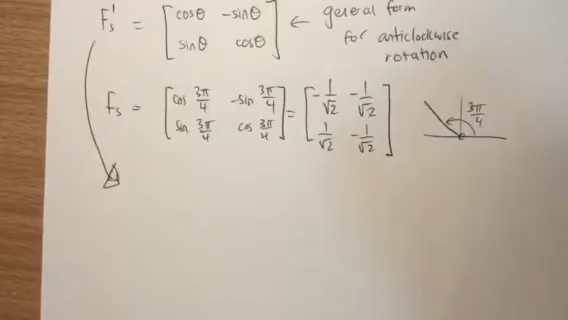 Fs' = [cosθ -sinθ] ← general form
[sinθ cosθ] for anticlockwise
rotation
fs = [cos 3π/4 -sin 3π/4] = [-1/√2 -1/√2] 3π/4
[sin 3π/4 cos 3π/4] [1/√2 -1/√2]